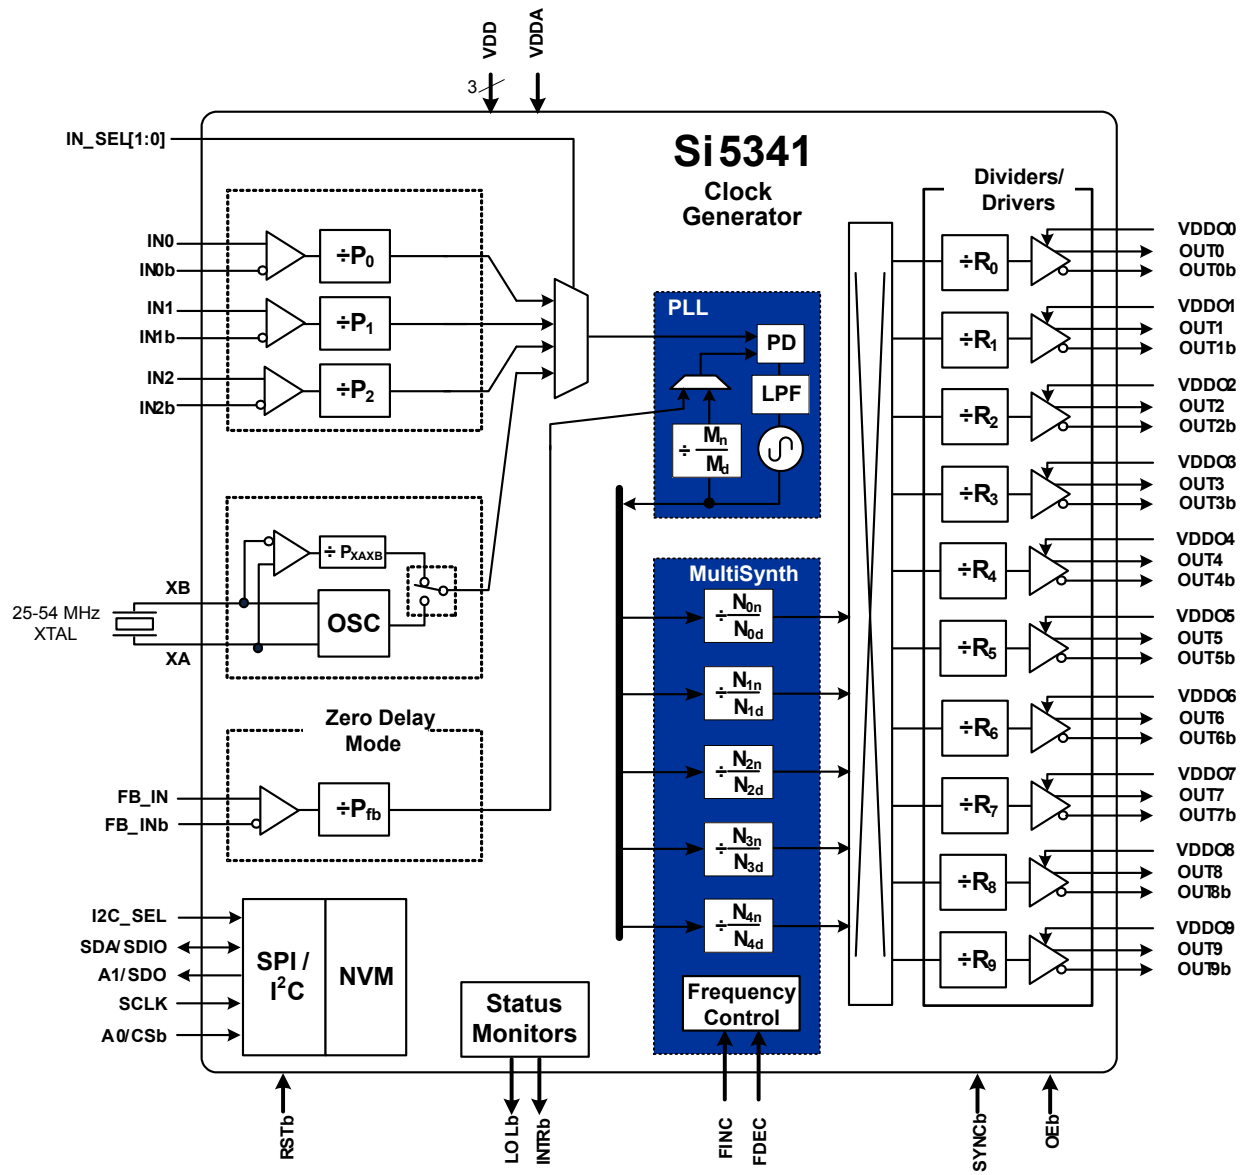 VDD
VDDA
3
IN_SEL[1:0]
Si5341
Clock
Generator
Dividers/
Drivers
IN0
IN0b
÷P0
IN1
IN1b
÷P1
IN2
IN2b
÷P2
PLL
PD
LPF
÷ Mn
Md
XB
25-54 MHz
XTAL
XA
÷ PXAXB
OSC
Zero Delay
Mode
FB_IN
FB_INb
÷Pfb
MultiSynth
÷ N0n
N0d
÷ N1n
N1d
÷ N2n
N2d
÷ N3n
N3d
÷ N4n
N4d
Frequency
Control
÷R0
VDDO0
OUT0
OUT0b
÷R1
VDDO1
OUT1
OUT1b
÷R2
VDDO2
OUT2
OUT2b
÷R3
VDDO3
OUT3
OUT3b
÷R4
VDDO4
OUT4
OUT4b
÷R5
VDDO5
OUT5
OUT5b
÷R6
VDDO6
OUT6
OUT6b
÷R7
VDDO7
OUT7
OUT7b
÷R8
VDDO8
OUT8
OUT8b
÷R9
VDDO9
OUT9
OUT9b
I2C_SEL
SDA/SDIO
A1/SDO
SCLK
A0/CSb
SPI /
I²C
NVM
Status
Monitors
RSTb
LOLb
INTRb
FINC
FDEC
SYNCb
OEb